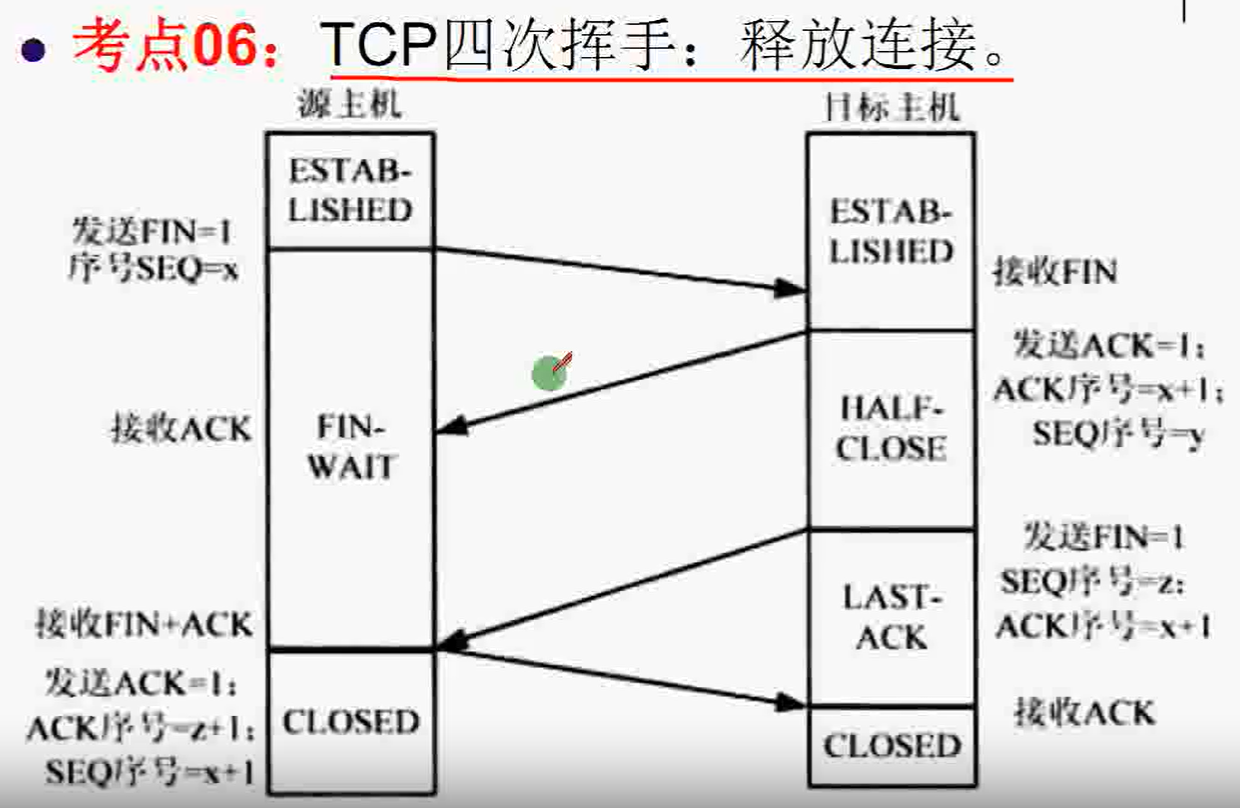 • 考点06：TCP四次挥手：释放连接。
源主机
目标主机
ESTAB-
LISHED
发送FIN=1
序号SEQ=x
ESTAB-
LISHED
接收FIN
发送ACK=1;
ACK序号=x+1;
SEQ序号=y
接收ACK
FIN-
WAIT
HALF-
CLOSE
发送FIN=1
SEQ序号=z;
ACK序号=x+1
接收FIN+ACK
LAST-
ACK
发送ACK=1;
ACK序号=z+1;
SEQ序号=x+1
CLOSED
接收ACK
CLOSED